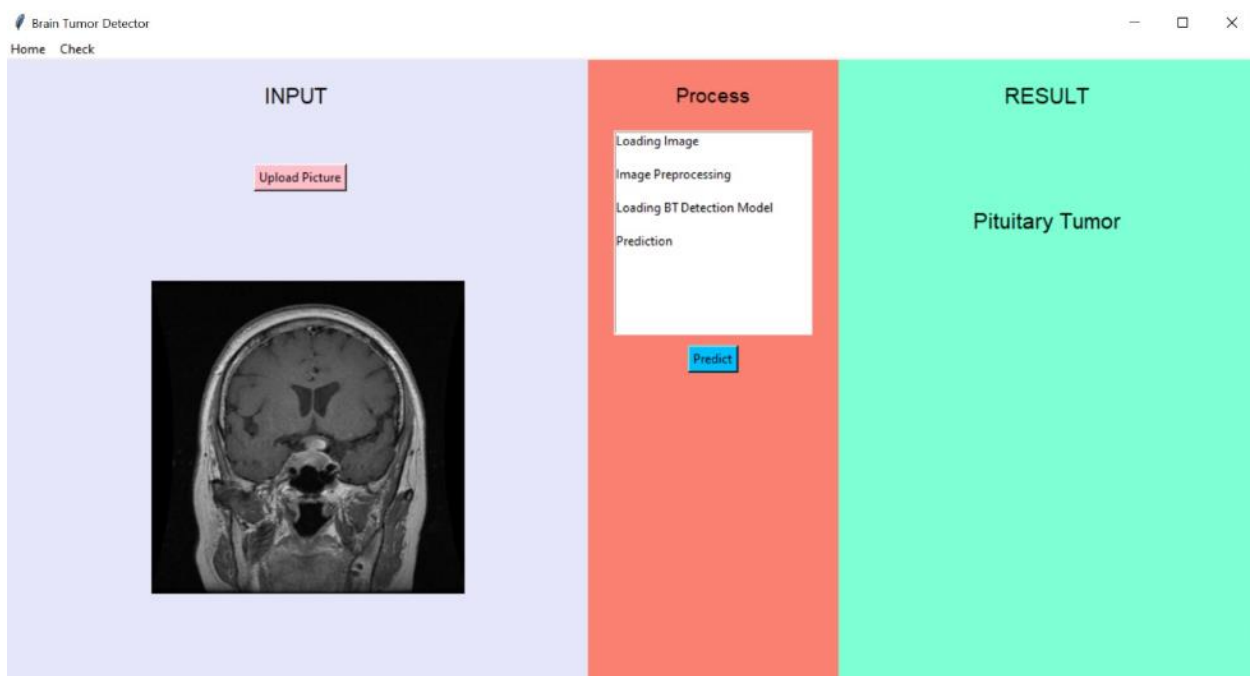 Brain Tumor Detector
Home Check
INPUT
Upload Picture
Process
Loading Image
Image Preprocessing
Loading BT Detection Model
Prediction
Predict
RESULT
Pituitary Tumor